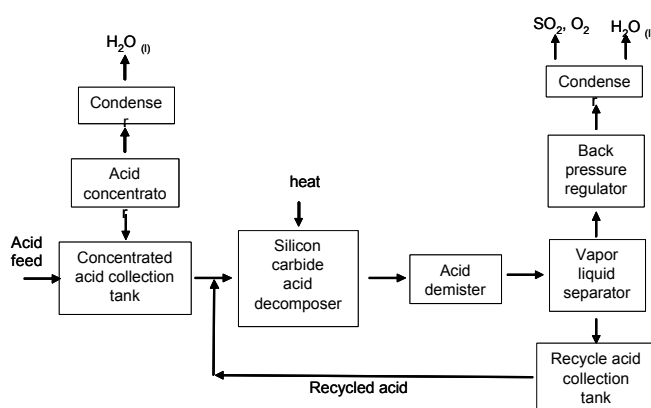 H₂O (l)
Condense
r
Acid
concentrato
r
Acid
feed
Concentrated
acid collection
tank
heat
Silicon
carbide
acid
decomposer
Acid
demister
SO₂, O₂
H₂O (l
Condense
r
Back
pressure
regulator
Vapor
liquid
separator
Recycle acid
collection
tank
Recycled acid